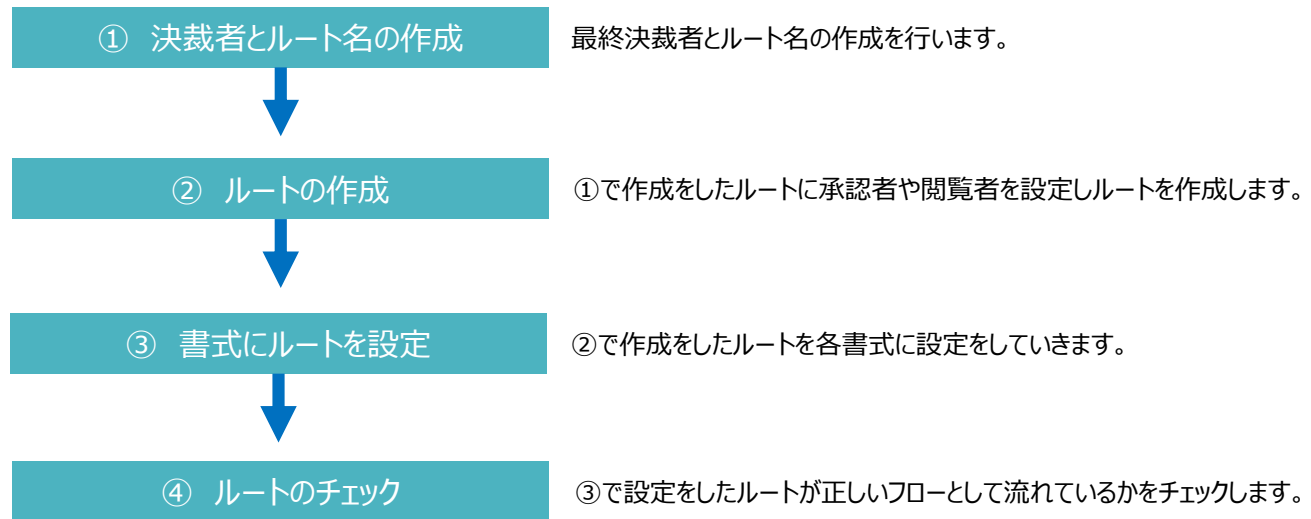 ① 決裁者とルート名の作成
最終決裁者とルート名の作成を行います。
② ルートの作成
①で作成をしたルートに承認者や閲覧者を設定しルートを作成します。
③ 書式にルートを設定
②で作成をしたルートを各書式に設定をしていきます。
④ ルートのチェック
③で設定をしたルートが正しいフローとして流れているかをチェックします。